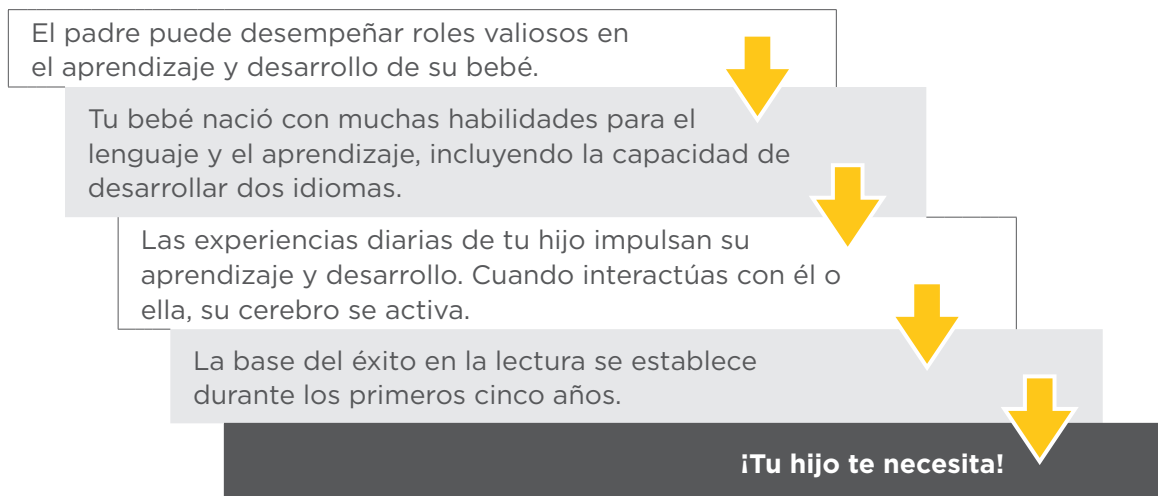 El padre puede desempeñar roles valiosos en
el aprendizaje y desarrollo de su bebé.
Tu bebé nació con muchas habilidades para el
lenguaje y el aprendizaje, incluyendo la capacidad de
desarrollar dos idiomas.
Las experiencias diarias de tu hijo impulsan su
aprendizaje y desarrollo. Cuando interactúas con él o
ella, su cerebro se activa.
La base del éxito en la lectura se establece
durante los primeros cinco años.
¡Tu hijo te necesita!